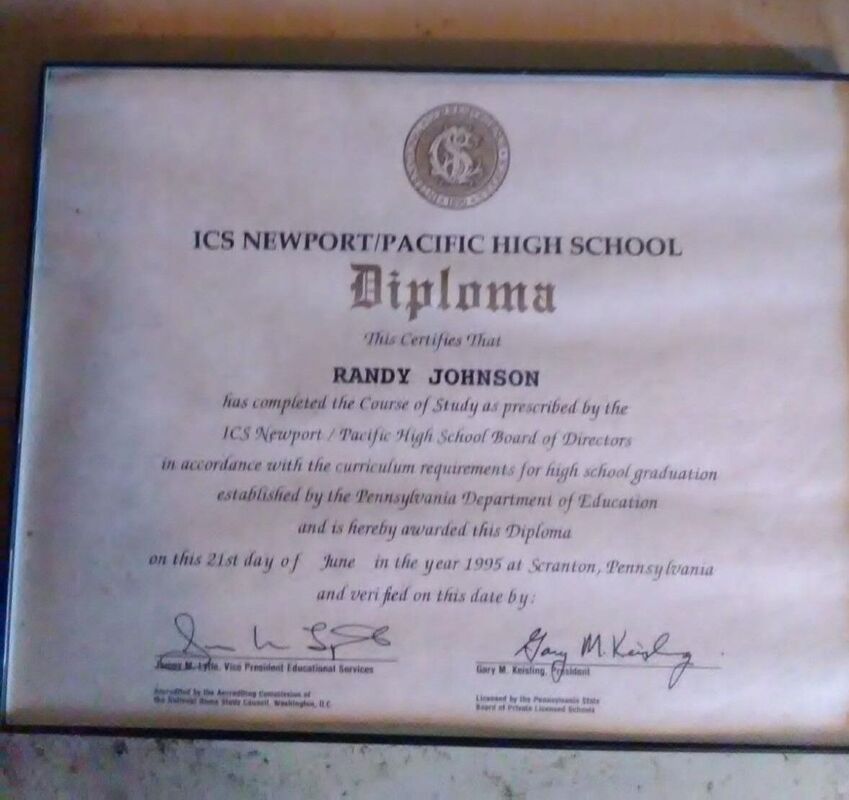 ICS NEWPORT/PACIFIC HIGH SCHOOL
Diploma
This Certifies That
RANDY JOHNSON
has completed the Course of Study as prescribed by the
ICS Newport / Pacific High School Board of Directors
in accordance with the curriculum requirements for high school graduation
established by the Pennsylvania Department of Education
and is hereby awarded this Diploma
on this 21st day of June in the year 1995 at Scranton, Pennsylvania
and verified on this date by:
Gary M. Keisling
M. Lytle, Vice President Educational Services
Gary M. Keisling, President
Accredited by the Accrediting Commission of
the National Home Study Council, Washington, D.C.
Licensed by the Pennsylvania State
Board of Private Licensed Schools